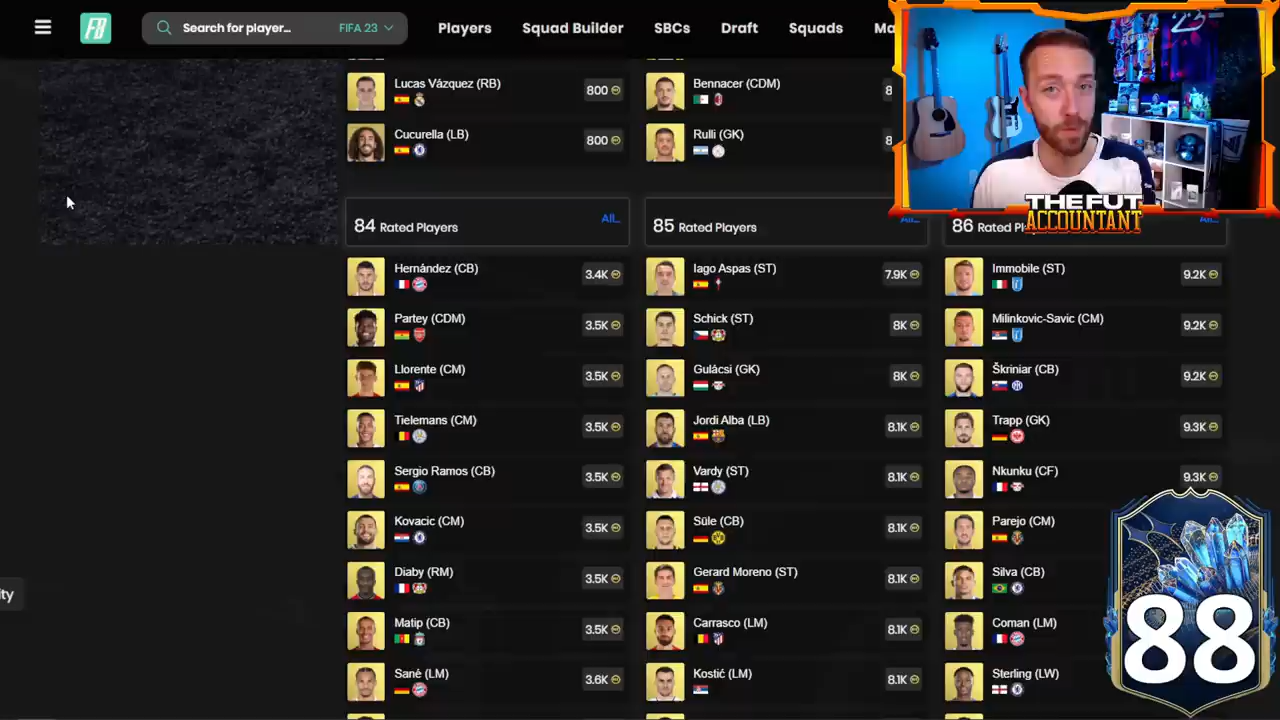 Search for player...
FIFA 23
Players
Squad Builder
SBCs
Draft
Squads
Lucas Vázquez (RB)
800
Bennacer (CDM)
Cucurella (LB)
800
Rulli (GK)
THE FUT
ACCOUNTANT
84 Rated Players
All...
85 Rated Players
86 Rated
Hernández (CB)
3.4K
Iago Aspas (ST)
7.9K
Immobile (ST)
9.2K
Partey (CDM)
3.5K
Schick (ST)
8K
Milinkovic-Savic (CM)
9.2K
Llorente (CM)
3.5K
Gulácsi (GK)
8K
Škriniar (CB)
9.2K
Tielemans (CM)
3.5K
Jordi Alba (LB)
8.1K
Trapp (GK)
9.3K
Sergio Ramos (CB)
3.5K
Vardy (ST)
8.1K
Nkunku (CF)
9.3K
Kovacic (CM)
3.5K
Süle (CB)
8.1K
Parejo (CM)
Diaby (RM)
3.5K
Gerard Moreno (ST)
8.1K
Silva (CB)
Matip (CB)
3.5K
Carrasco (LM)
8.1K
Coman (LM)
Sané (LM)
3.6K
Kostić (LM)
8.1K
Sterling (LW)
88